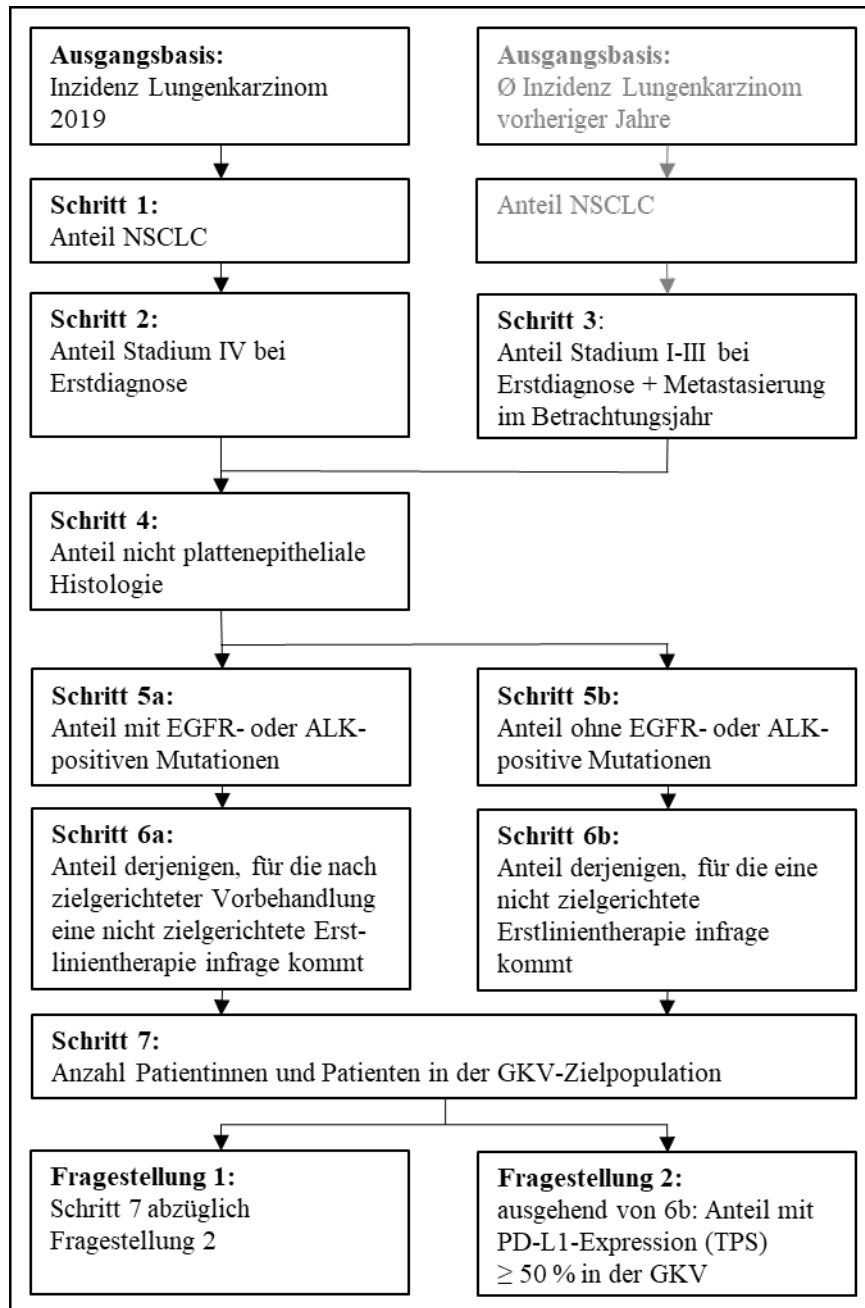 Ausgangsbasis:
Inzidenz Lungenkarzinom
2019
Ausgangsbasis:
Ø Inzidenz Lungenkarzinom
vorheriger Jahre
Schritt 1:
Anteil NSCLC
Anteil NSCLC
Schritt 2:
Anteil Stadium IV bei
Erstdiagnose
Schritt 3:
Anteil Stadium I-III bei
Erstdiagnose + Metastasierung
im Betrachtungsjahr
Schritt 4:
Anteil nicht plattenepitheliale
Histologie
Schritt 5a:
Anteil mit EGFR- oder ALK-
positiven Mutationen
Schritt 5b:
Anteil ohne EGFR- oder ALK-
positive Mutationen
Schritt 6a:
Anteil derjenigen, für die nach
zielgerichteter Vorbehandlung
eine nicht zielgerichtete Erst-
linientherapie infrage kommt
Schritt 6b:
Anteil derjenigen, für die eine
nicht zielgerichtete
Erstlinientherapie infrage
kommt
Schritt 7:
Anzahl Patientinnen und Patienten in der GKV-Zielpopulation
Fragestellung 1:
Schritt 7 abzüglich
Fragestellung 2
Fragestellung 2:
ausgehend von 6b: Anteil mit
PD-L1-Expression (TPS)
≥ 50 % in der GKV